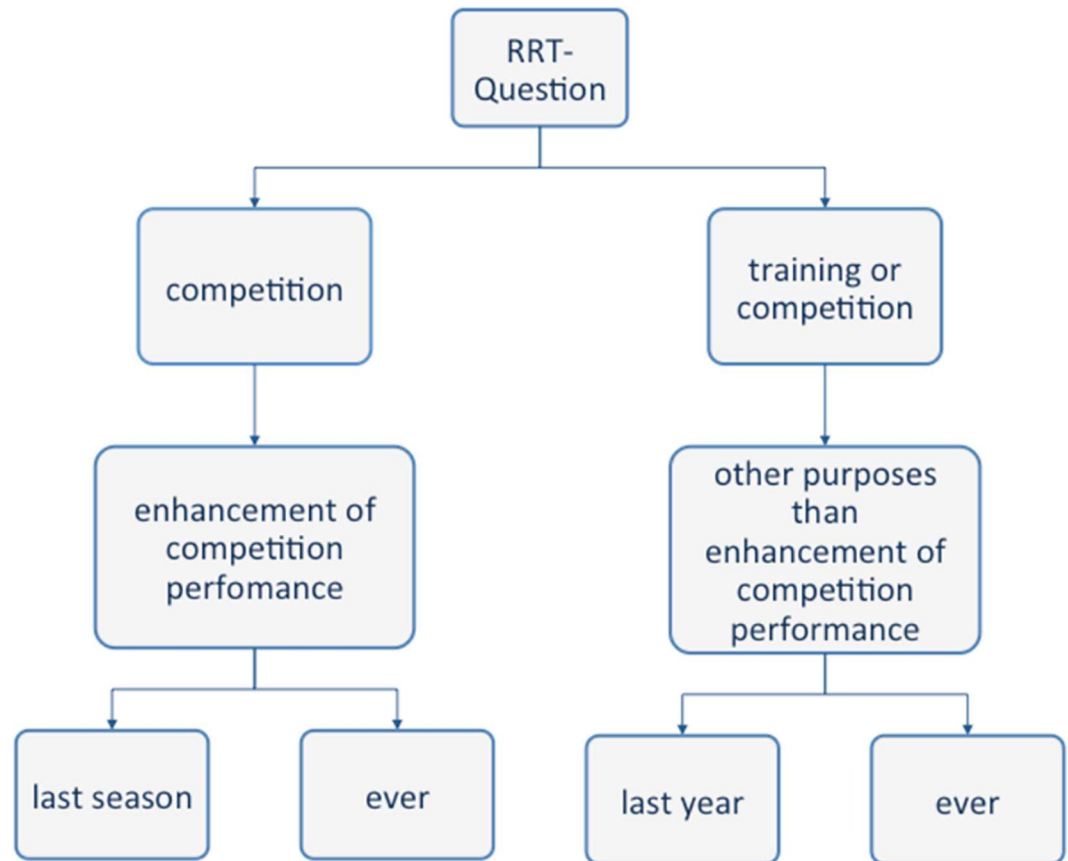 RRT-
Question
competition
training or
competition
enhancement of
competition
perfomance
other purposes
than
enhancement of
competition
performance
last season
ever
last year
ever